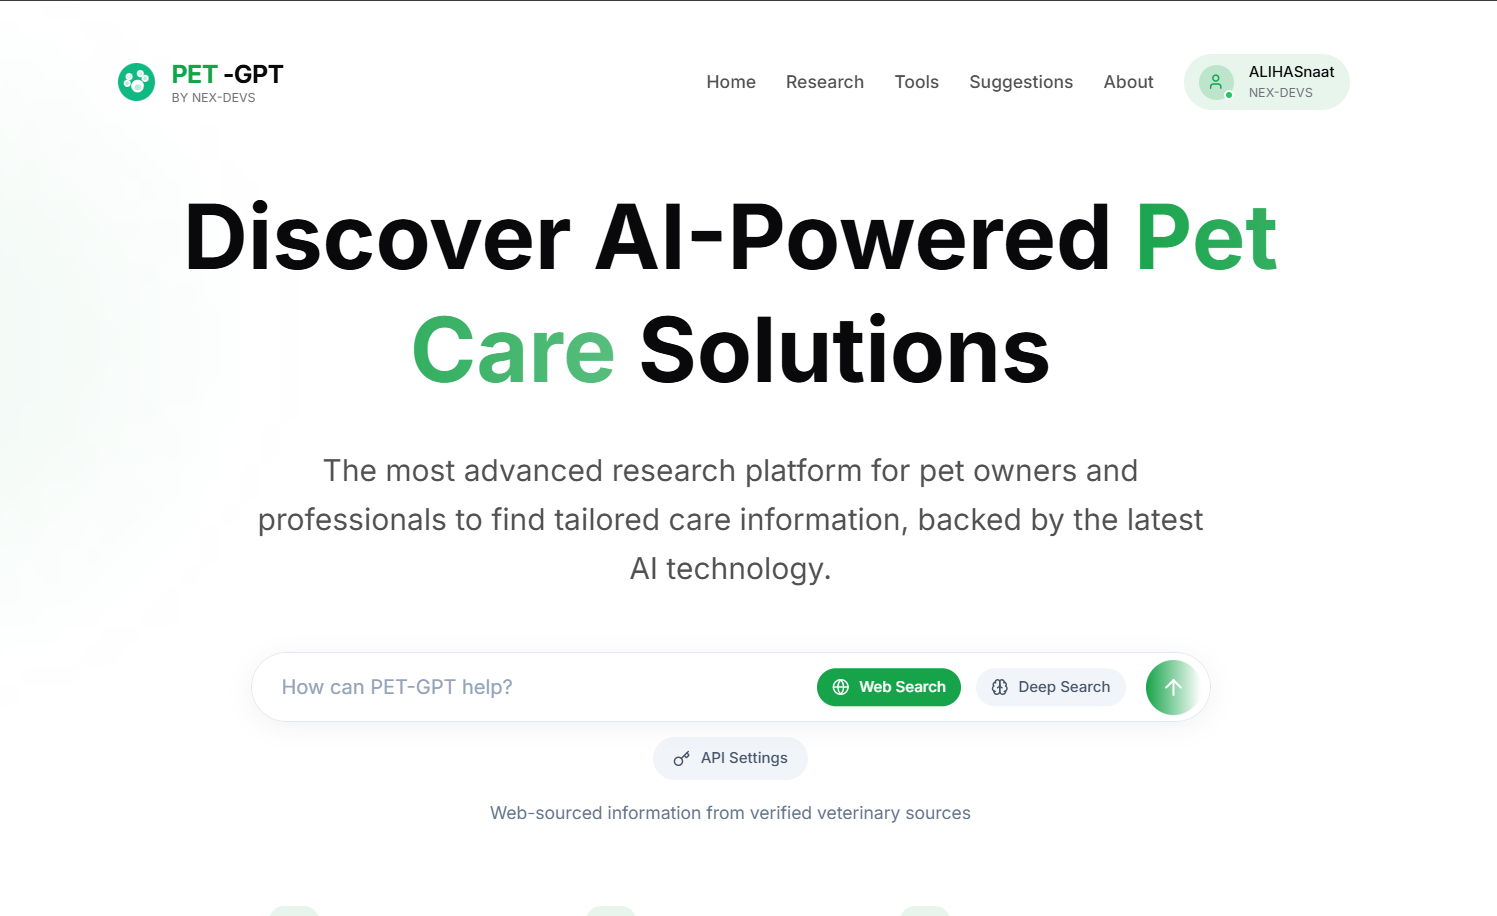 PET -GPT
BY NEX-DEVS
Home
Research
Tools
Suggestions
About
ALIHASnaat
NEX-DEVS
Discover AI-Powered Pet
Care Solutions
The most advanced research platform for pet owners and
professionals to find tailored care information, backed by the latest
AI technology.
How can PET-GPT help?
Web Search
Deep Search
API Settings
Web-sourced information from verified veterinary sources